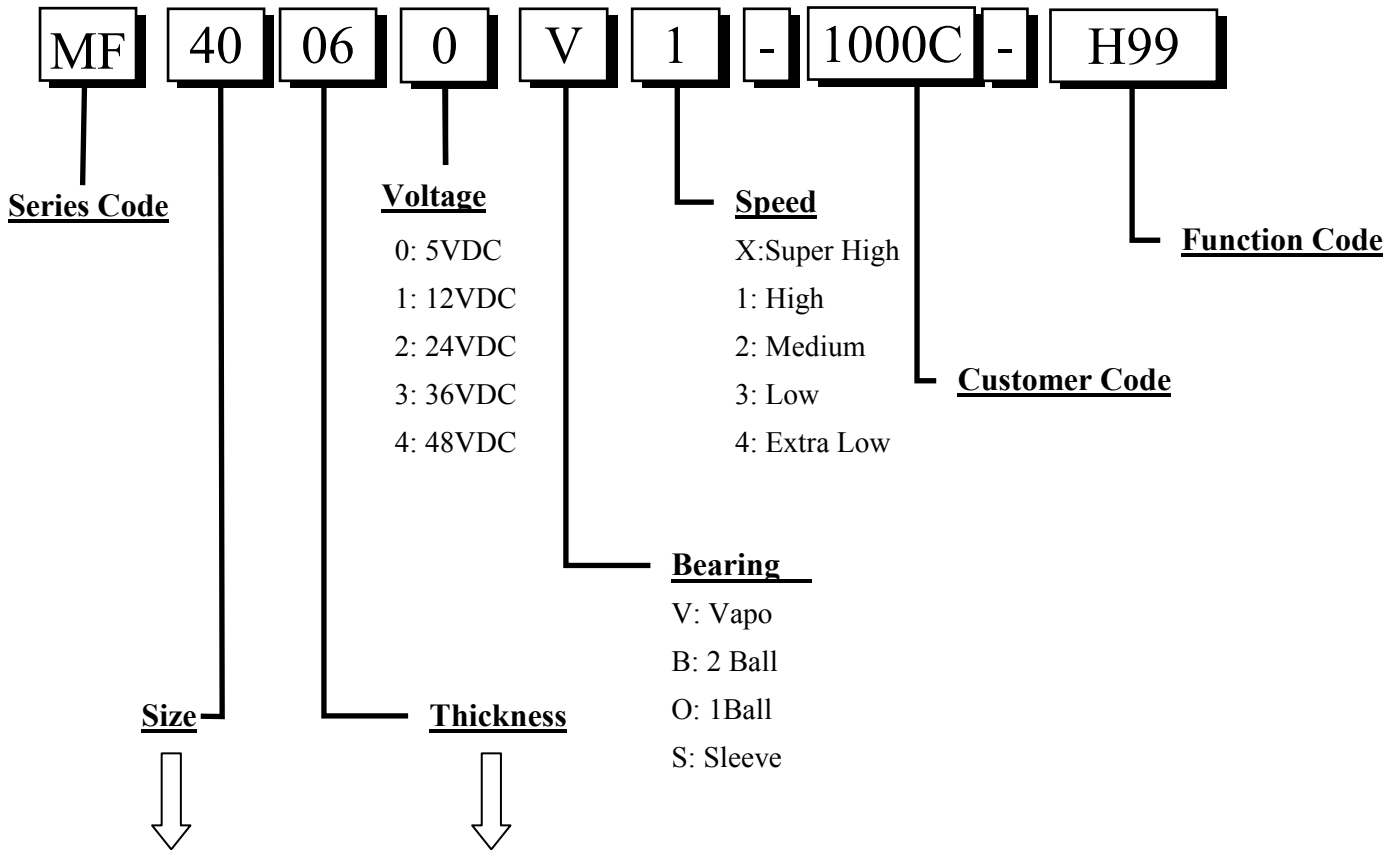 MF 40 06 0 V 1 - 1000C - H99
Series Code
Voltage
0: 5VDC
1: 12VDC
2: 24VDC
3: 36VDC
4: 48VDC
Speed
X:Super High
1: High
2: Medium
3: Low
4: Extra Low
Function Code
Customer Code
Bearing
V: Vapo
B: 2 Ball
O: 1Ball
S: Sleeve
Size
Thickness